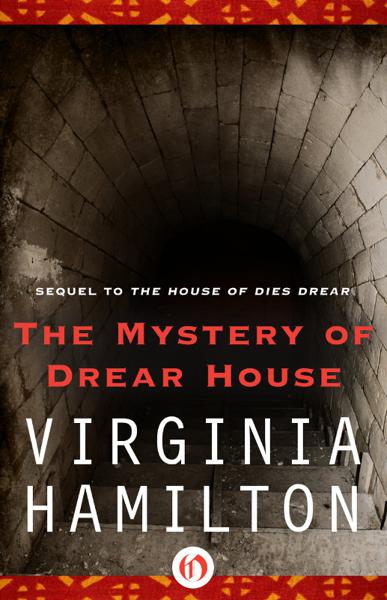 SEQUEL TO THE HOUSE OF DIES DREAR
THE MYSTERY OF
DREAR HOUSE
VIRGINIA
HAMILTON